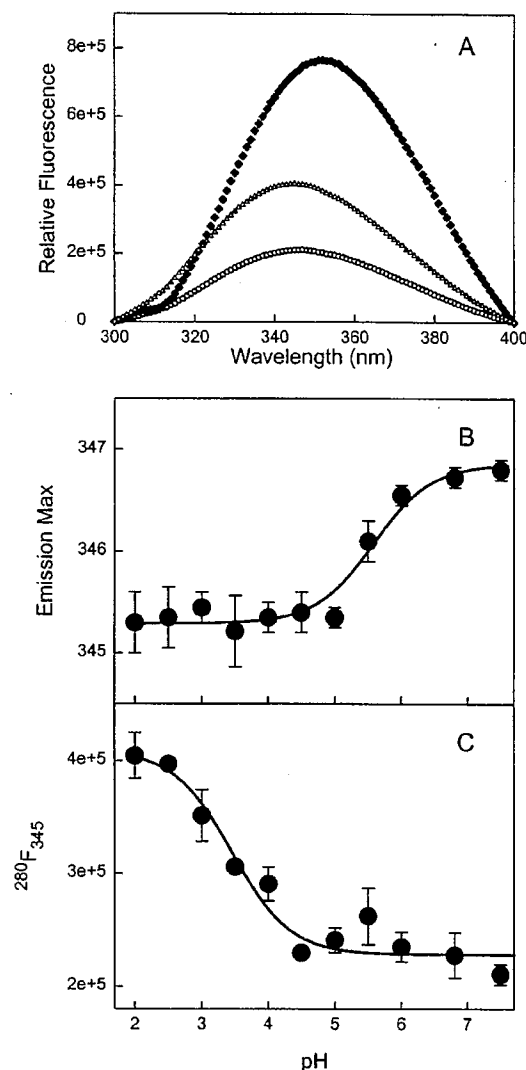 A
Relative Fluorescence
8e+5
6e+5
4e+5
2e+5
0
300
320
340
360
380
400
Wavelength (nm)
B
Emission Max
347
346
345
C
280F345
4e+5
3e+5
2e+5
2
3
4
5
6
7
pH